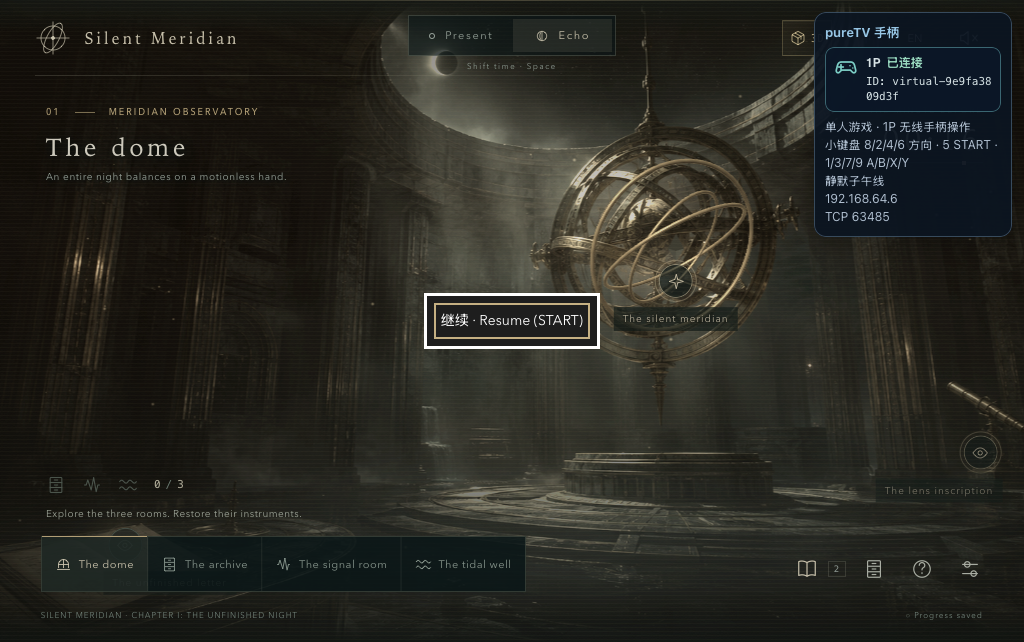 Silent Meridian
Present
Echo
Shift time · Space
pureTV 手柄
1P 已连接
ID: virtual-9e9fa38
09d3f
单人游戏 · 1P 无线手柄操作
小键盘 8/2/4/6 方向 · 5 START ·
1/3/7/9 A/B/X/Y
静默子午线
192.168.64.6
TCP 63485
01 MERIDIAN OBSERVATORY
The dome
An entire night balances on a motionless hand.
继续 · Resume (START)
The silent meridian
The lens inscription
0 / 3
Explore the three rooms. Restore their instruments.
The dome
The archive
The signal room
The tidal well
2
SILENT MERIDIAN · CHAPTER I: THE UNFINISHED NIGHT
Progress saved